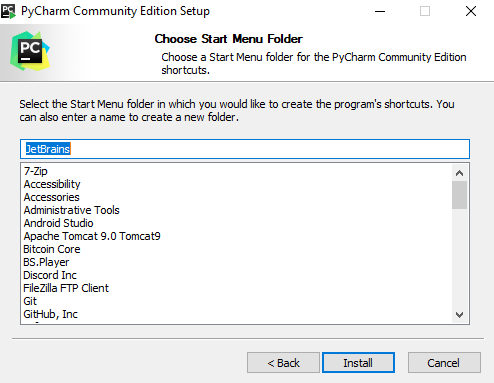 PC
PyCharm Community Edition Setup
PC
Choose Start Menu Folder
Choose a Start Menu folder for the PyCharm Community Edition
shortcuts.
Select the Start Menu folder in which you would like to create the program's shortcuts. You
can also enter a name to create a new folder.
JetBrains
7-Zip
Accessibility
Accessories
Administrative Tools
Android Studio
Apache Tomcat 9.0 Tomcat9
Bitcoin Core
BS.Player
Discord Inc
FileZilla FTP Client
Git
GitHub, Inc
< Back
Install
Cancel